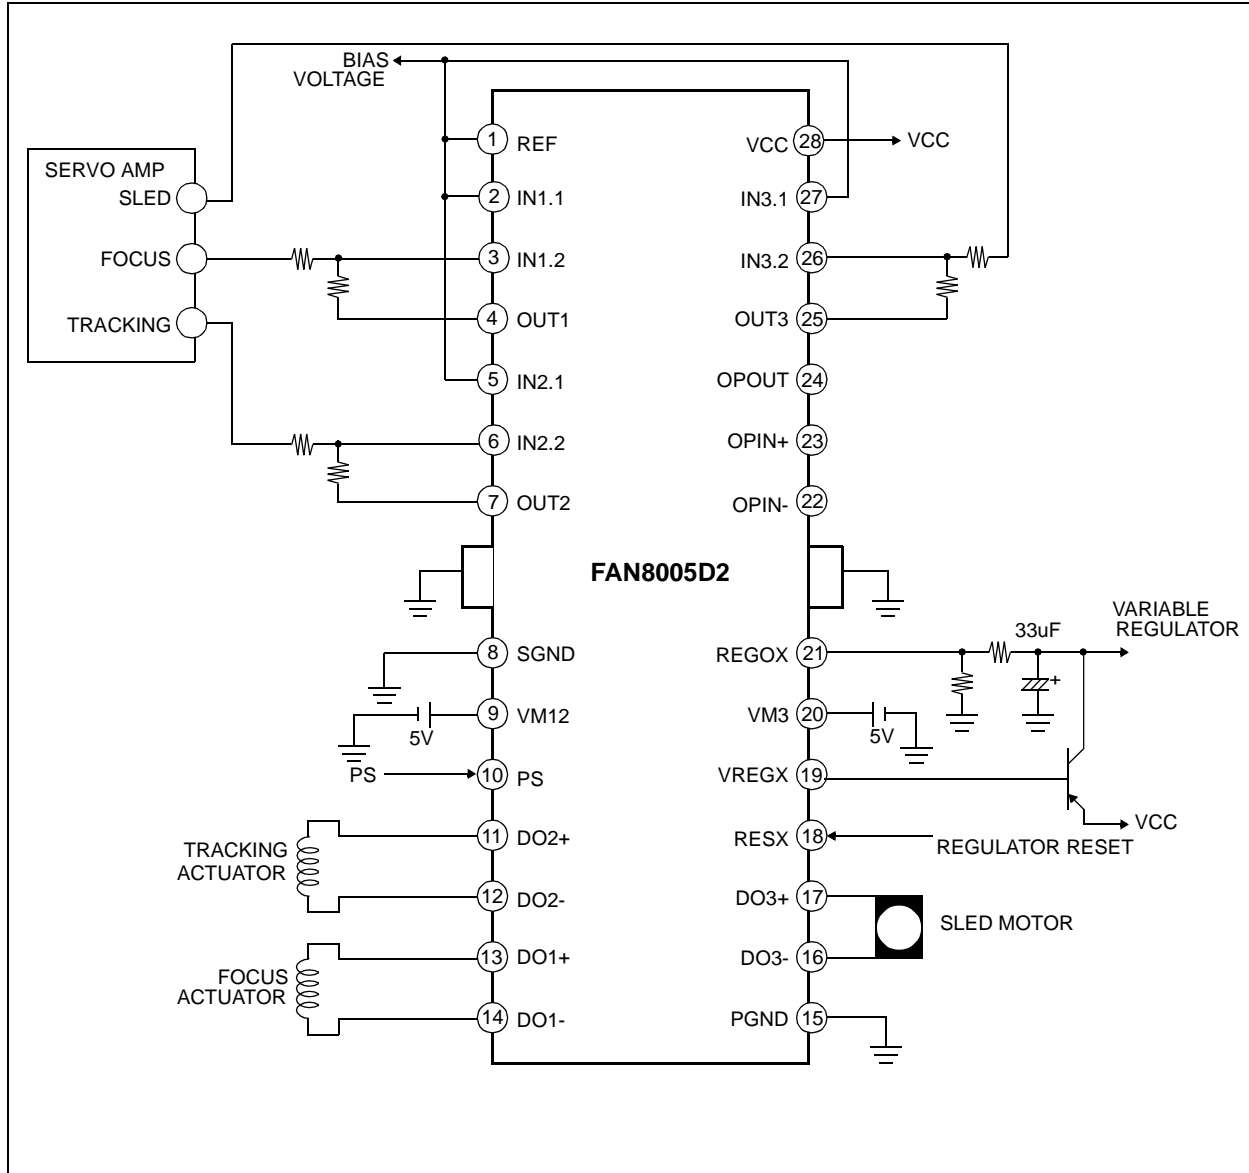 BIAS
VOLTAGE
SERVO AMP
SLED
FOCUS
TRACKING
1 REF
2 IN1.1
3 IN1.2
4 OUT1
5 IN2.1
6 IN2.2
7 OUT2
VCC 28 VCC
IN3.1 27
IN3.2 26
OUT3 25
OPOUT 24
OPIN+ 23
OPIN- 22
FAN8005D2
8 SGND
9 VM12
5V
PS 10 PS
11 DO2+
TRACKING
ACTUATOR
12 DO2-
13 DO1+
FOCUS
ACTUATOR
14 DO1-
VARIABLE
REGULATOR
33uF
+
REGOX 21
VM3 20
5V
VREGX 19
VCC
RESX 18
REGULATOR RESET
DO3+ 17
SLED MOTOR
DO3- 16
PGND 15